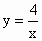 y = 4/x